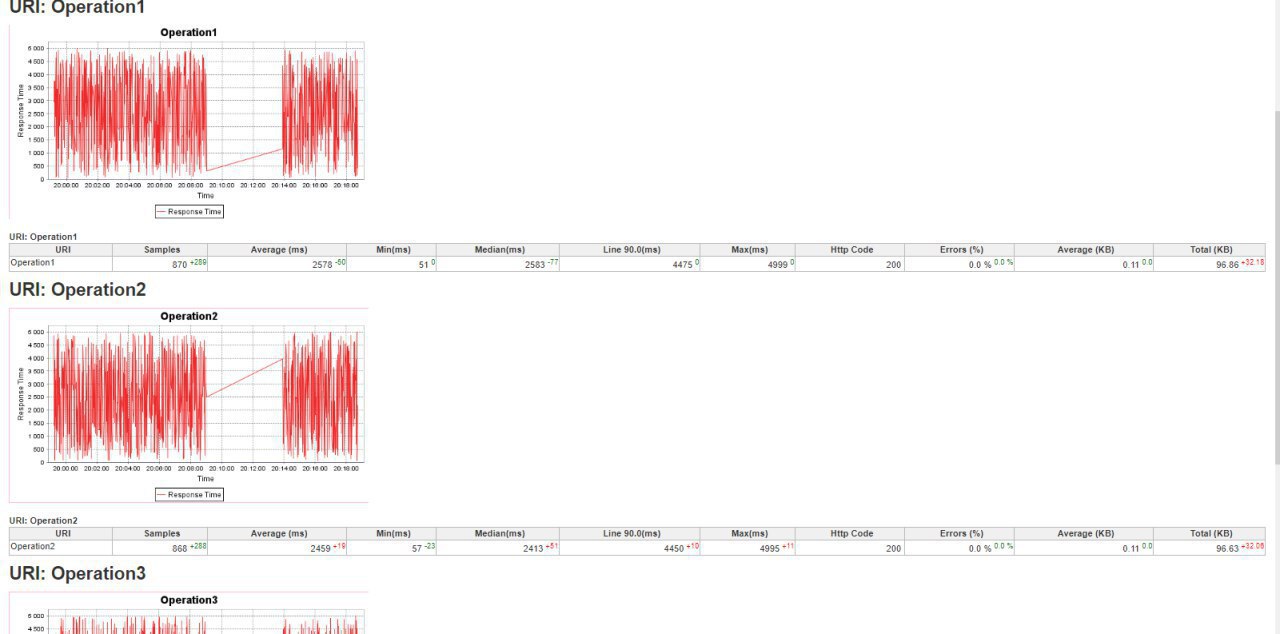 URI: Operation1
Operation1
6 000
4 500
4 000
3 500
3 000
2 500
2 000
1 500
1 000
500
0
Response Time
20:00:00 20:02:00 20:04:00 20:06:00 20:08:00 20:10:00 20:12:00 20:14:00 20:16:00 20:18:00
Time
Response Time
URI: Operation1
URI Samples Average (ms) Min(ms) Median(ms) Line 90.0(ms) Max(ms) Http Code Errors (%) Average (KB) Total (KB)
Operation1 870 +289 2578 -50 51 0 2583 -77 4475 0 4999 0 200 0.0 % 0.0 % 0.11 0.0 96.86 +32.18
URI: Operation2
Operation2
6 000
4 500
4 000
3 500
3 000
2 500
2 000
1 500
1 000
500
0
Response Time
20:00:00 20:02:00 20:04:00 20:06:00 20:08:00 20:10:00 20:12:00 20:14:00 20:16:00 20:18:00
Time
Response Time
URI: Operation2
URI Samples Average (ms) Min(ms) Median(ms) Line 90.0(ms) Max(ms) Http Code Errors (%) Average (KB) Total (KB)
Operation2 868 +288 2459 +19 57 -23 2413 +51 4450 +10 4995 +11 200 0.0 % 0.0 % 0.11 0.0 96.63 +32.06
URI: Operation3
Operation3
6 000
4 500